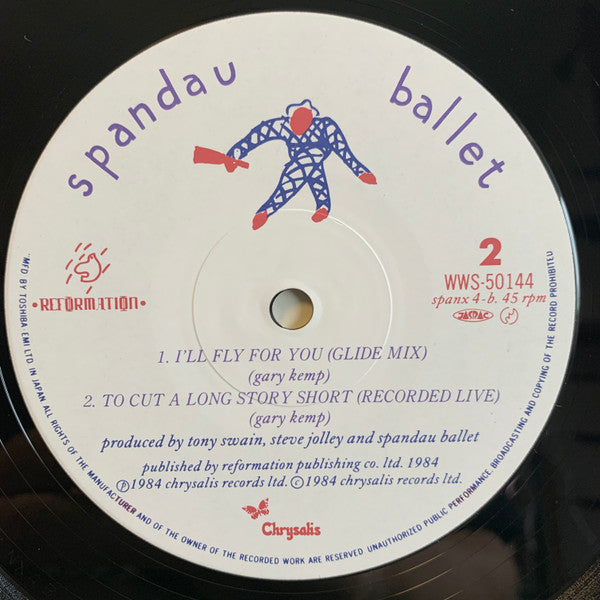 spandau ballet
2
WWS-50144
spanx 4-b. 45 rpm
JASRAC
•REFORMATION•
1. I'LL FLY FOR YOU (GLIDE MIX)
(gary kemp)
2. TO CUT A LONG STORY SHORT (RECORDED LIVE)
(gary kemp)
produced by tony swain, steve jolley and spandau ballet
published by reformation publishing co. ltd. 1984
Ⓟ1984 chrysalis records ltd. ©1984 chrysalis records ltd.
Chrysalis
MFD BY TOSHIBA EMI LTD. IN JAPAN ALL RIGHTS OF THE MANUFACTURER AND OF THE OWNER OF THE RECORDED WORK ARE RESERVED. UNAUTHORIZED PUBLIC PERFORMANCE, BROADCASTING AND COPYING OF THE RECORD PROHIBITED